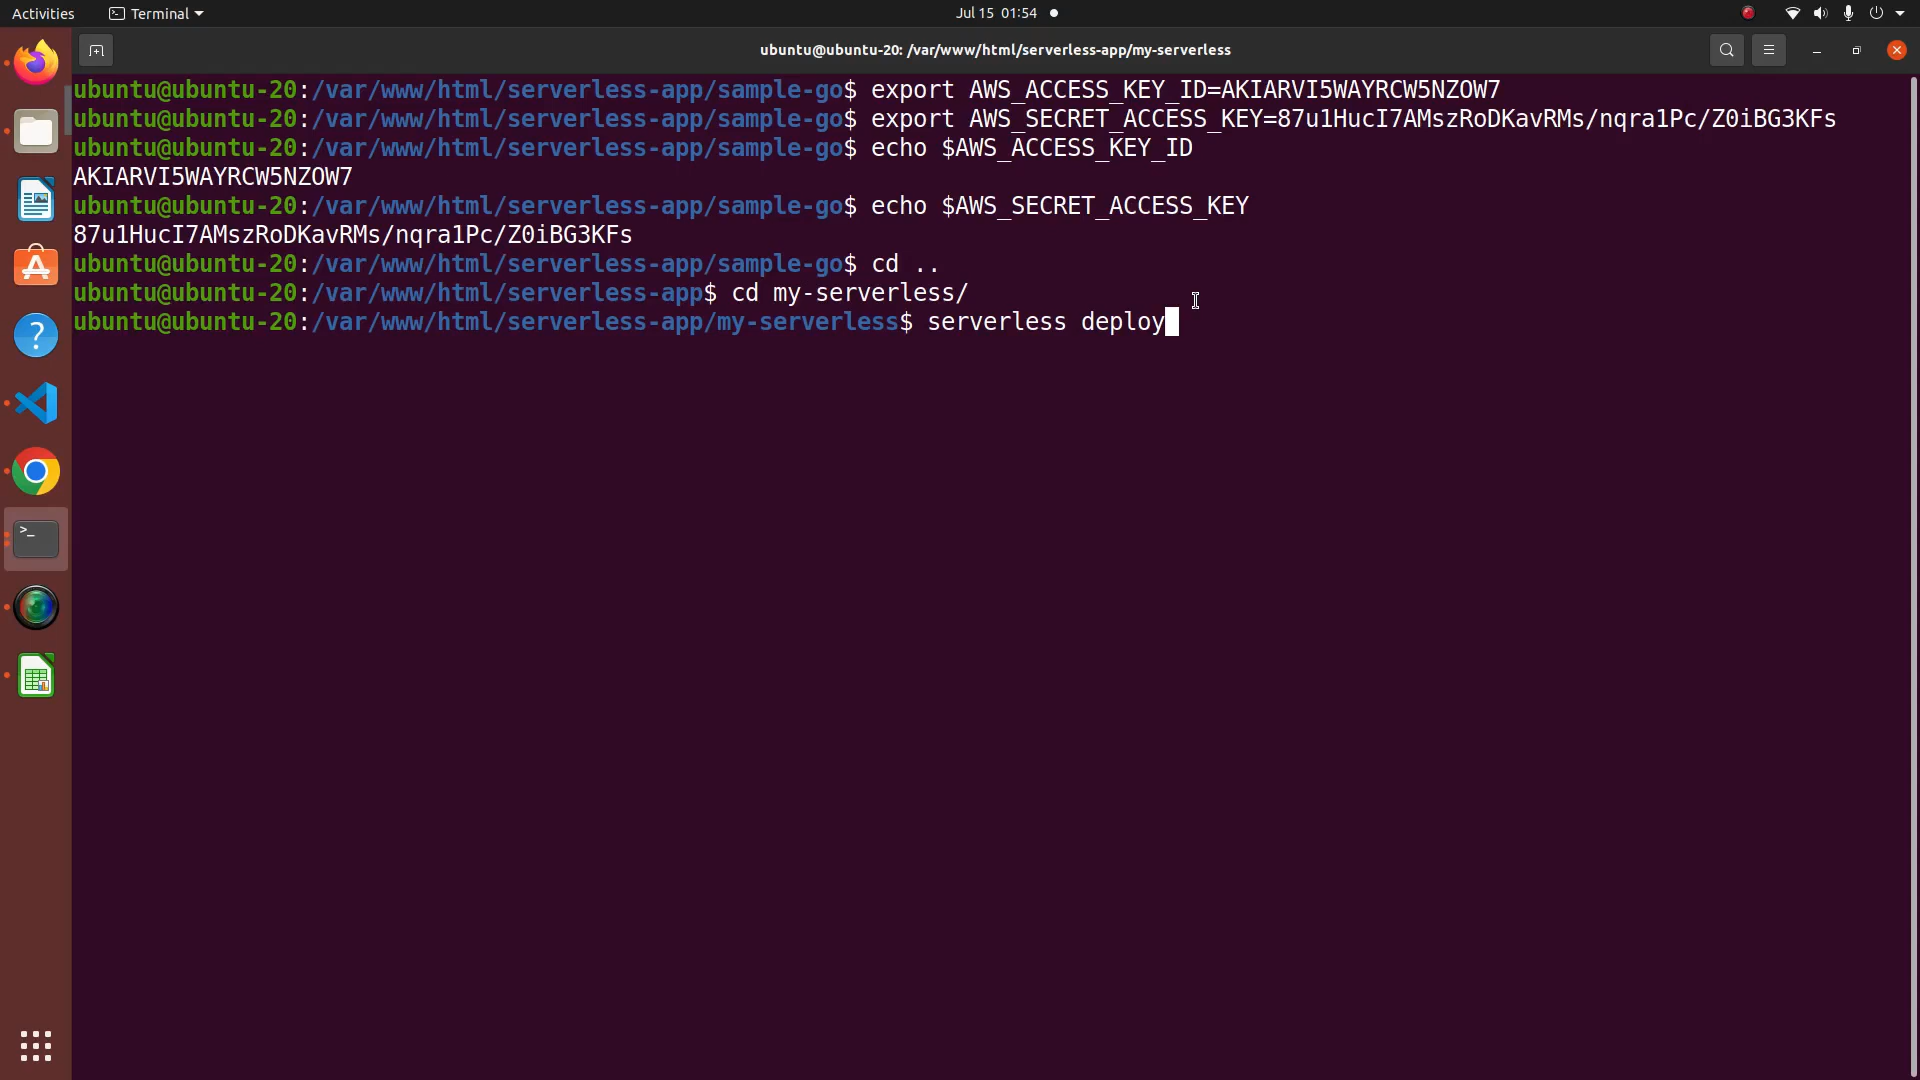 Activities
Terminal
Jul 15 01:54
ubuntu@ubuntu-20: /var/www/html/serverless-app/my-serverless
ubuntu@ubuntu-20:/var/www/html/serverless-app/sample-go$ export AWS_ACCESS_KEY_ID=AKIARVI5WAYRCW5NZOW7
ubuntu@ubuntu-20:/var/www/html/serverless-app/sample-go$ export AWS_SECRET_ACCESS_KEY=87u1HucI7AMszRoDKavRMs/nqra1Pc/Z0iBG3KFs
ubuntu@ubuntu-20:/var/www/html/serverless-app/sample-go$ echo $AWS_ACCESS_KEY_ID
AKIARVI5WAYRCW5NZOW7
ubuntu@ubuntu-20:/var/www/html/serverless-app/sample-go$ echo $AWS_SECRET_ACCESS_KEY
87u1HucI7AMszRoDKavRMs/nqra1Pc/Z0iBG3KFs
ubuntu@ubuntu-20:/var/www/html/serverless-app/sample-go$ cd ..
ubuntu@ubuntu-20:/var/www/html/serverless-app$ cd my-serverless/
ubuntu@ubuntu-20:/var/www/html/serverless-app/my-serverless$ serverless deploy